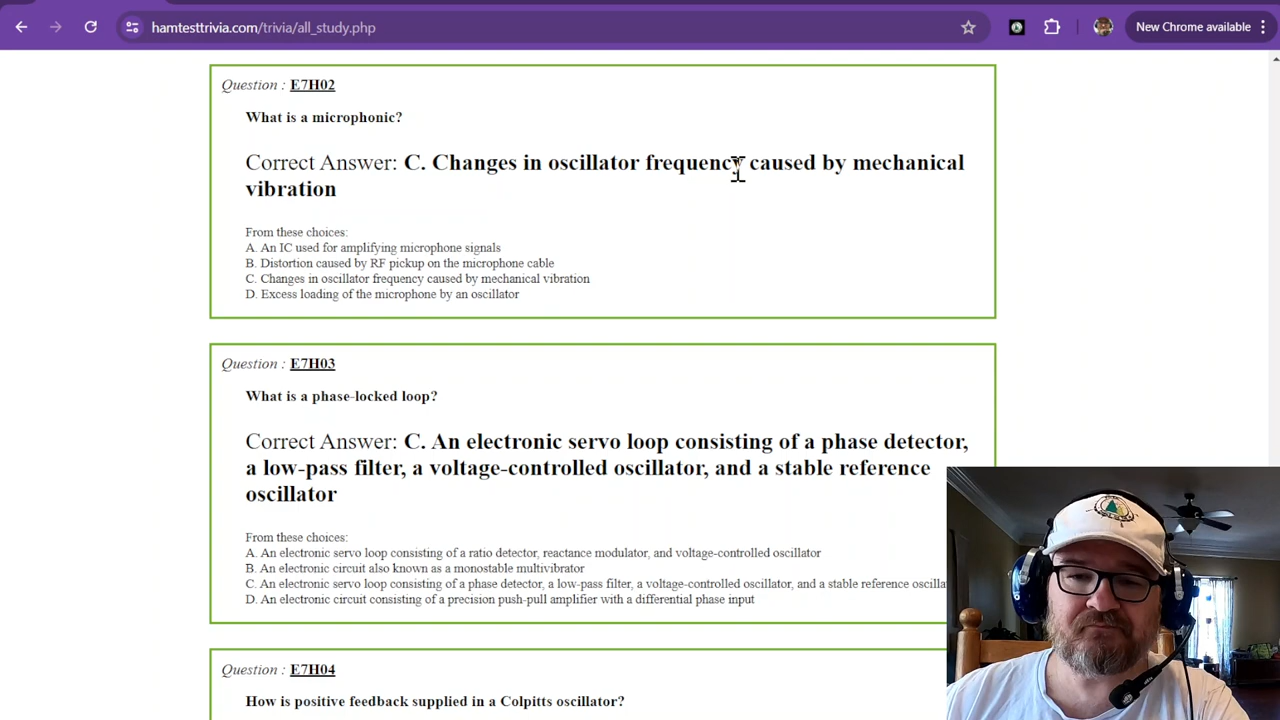 hamtesttrivia.com/trivia/all_study.php
New Chrome available
Question : E7H02
What is a microphonic?
Correct Answer: C. Changes in oscillator frequency caused by mechanical
vibration
From these choices:
A. An IC used for amplifying microphone signals
B. Distortion caused by RF pickup on the microphone cable
C. Changes in oscillator frequency caused by mechanical vibration
D. Excess loading of the microphone by an oscillator
Question : E7H03
What is a phase-locked loop?
Correct Answer: C. An electronic servo loop consisting of a phase detector,
a low-pass filter, a voltage-controlled oscillator, and a stable reference
oscillator
From these choices:
A. An electronic servo loop consisting of a ratio detector, reactance modulator, and voltage-controlled oscillator
B. An electronic circuit also known as a monostable multivibrator
C. An electronic servo loop consisting of a phase detector, a low-pass filter, a voltage-controlled oscillator, and a stable reference oscilla
D. An electronic circuit consisting of a precision push-pull amplifier with a differential phase input
Question : E7H04
How is positive feedback supplied in a Colpitts oscillator?